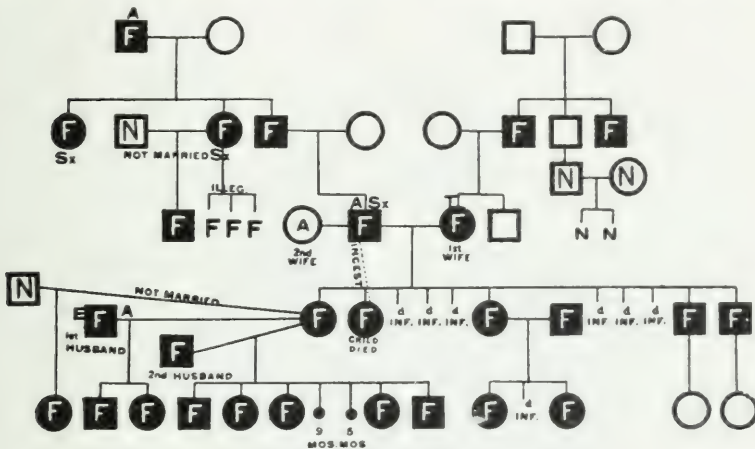 A
F
F F F
N
Sx NOT MARRIED Sx
F F N N
ILLEG.
F F F F
N N
A Sx
A F F
2nd WIFE
1st WIFE
INCEST
N NOT MARRIED
E F A
1st HUSBAND
F F d d d F F d d d F F
INF. INF. INF. INF. INF. INF.
CHILD DIED
F
2nd HUSBAND
F F F F F F F F F d F
9 5 INF.
MOS. MOS